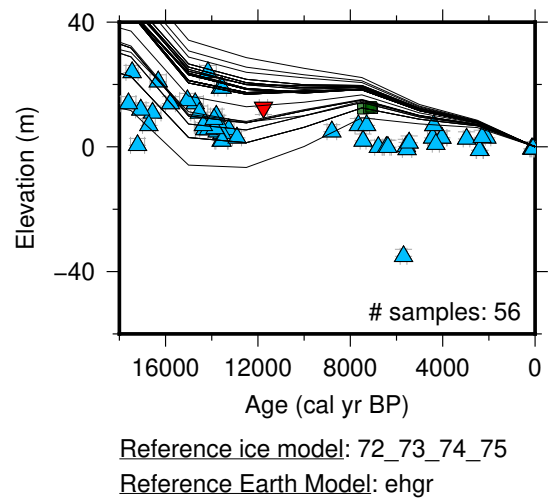 40
0
−40
Elevation (m)
# samples: 56
16000 12000 8000 4000 0
Age (cal yr BP)
Reference ice model: 72_73_74_75
Reference Earth Model: ehgr